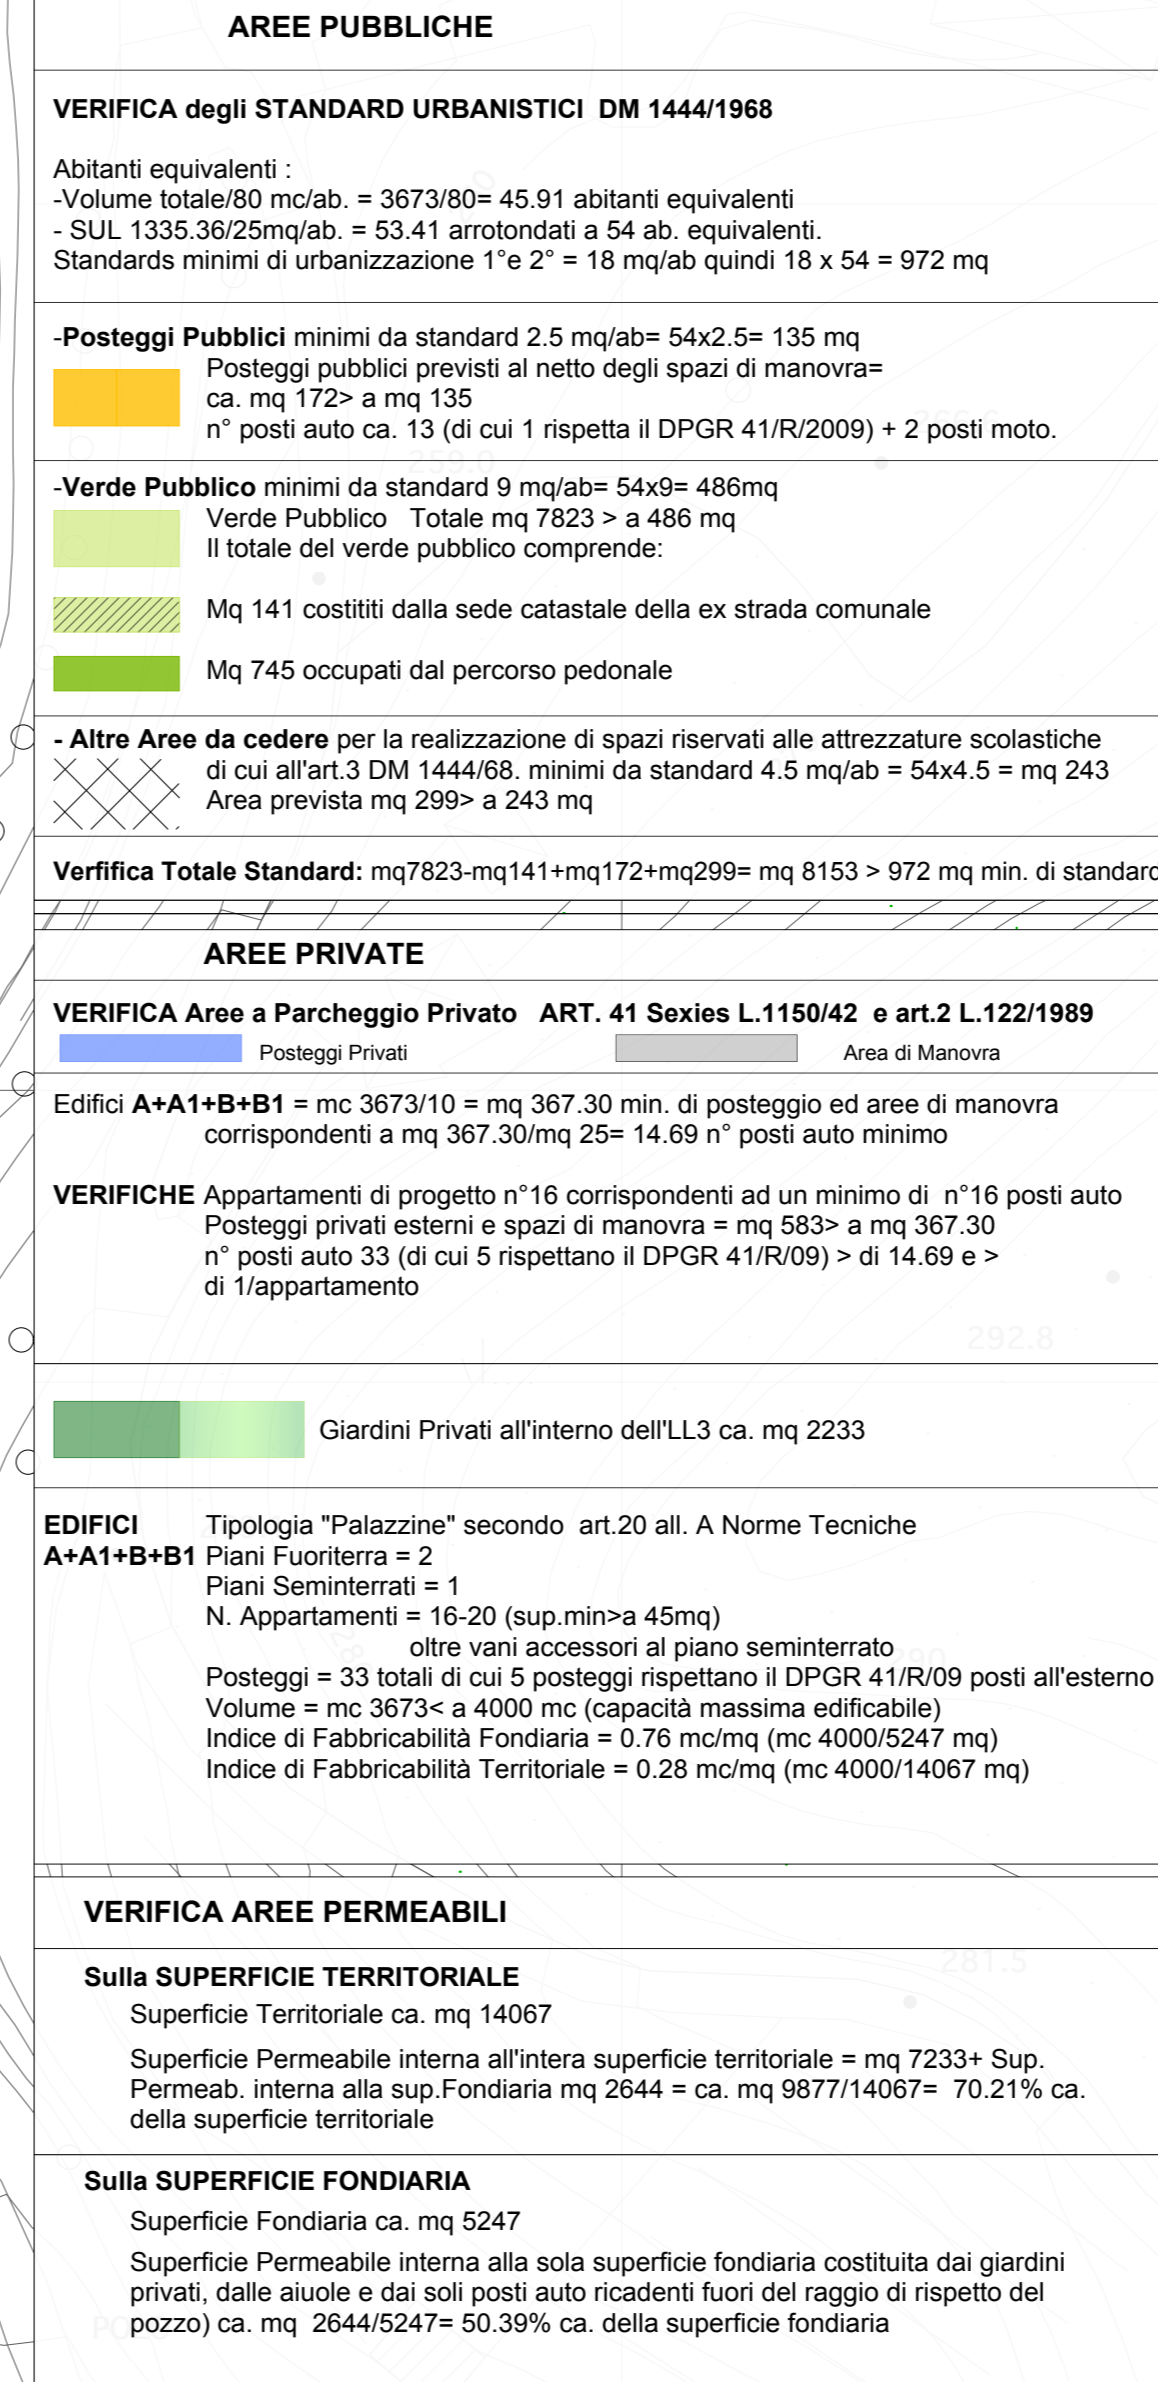 AREE PUBBLICHE
VERIFICA degli STANDARD URBANISTICI DM 1444/1968
Abitanti equivalenti :
-Volume totale/80 mc/ab. = 3673/80= 45.91 abitanti equivalenti
- SUL 1335.36/25mq/ab. = 53.41 arrotondati a 54 ab. equivalenti.
Standards minimi di urbanizzazione 1°e 2° = 18 mq/ab quindi 18 x 54 = 972 mq
-Posteggi Pubblici minimi da standard 2.5 mq/ab= 54x2.5= 135 mq
Posteggi pubblici previsti al netto degli spazi di manovra=
ca. mq 172> a mq 135
n° posti auto ca. 13 (di cui 1 rispetta il DPGR 41/R/2009) + 2 posti moto.
259.0
-Verde Pubblico minimi da standard 9 mq/ab= 54x9= 486mq
Verde Pubblico Totale mq 7823 > a 486 mq
Il totale del verde pubblico comprende:
Mq 141 costititi dalla sede catastale della ex strada comunale
Mq 745 occupati dal percorso pedonale
- Altre Aree da cedere per la realizzazione di spazi riservati alle attrezzature scolastiche
di cui all'art.3 DM 1444/68. minimi da standard 4.5 mq/ab = 54x4.5 = mq 243
Area prevista mq 299> a 243 mq
Verfifica Totale Standard: mq7823-mq141+mq172+mq299= mq 8153 > 972 mq min. di standard
AREE PRIVATE
VERIFICA Aree a Parcheggio Privato ART. 41 Sexies L.1150/42 e art.2 L.122/1989
Posteggi Privati Area di Manovra
Edifici A+A1+B+B1 = mc 3673/10 = mq 367.30 min. di posteggio ed aree di manovra
corrispondenti a mq 367.30/mq 25= 14.69 n° posti auto minimo
VERIFICHE Appartamenti di progetto n°16 corrispondenti ad un minimo di n°16 posti auto
Posteggi privati esterni e spazi di manovra = mq 583> a mq 367.30
n° posti auto 33 (di cui 5 rispettano il DPGR 41/R/09) > di 14.69 e >
di 1/appartamento
292.8
Giardini Privati all'interno dell'LL3 ca. mq 2233
EDIFICI Tipologia "Palazzine" secondo art.20 all. A Norme Tecniche
A+A1+B+B1 Piani Fuoriterra = 2
Piani Seminterrati = 1
N. Appartamenti = 16-20 (sup.min>a 45mq)
oltre vani accessori al piano seminterrato
290
Posteggi = 33 totali di cui 5 posteggi rispettano il DPGR 41/R/09 posti all'esterno
Volume = mc 3673< a 4000 mc (capacità massima edificabile)
Indice di Fabbricabilità Fondiaria = 0.76 mc/mq (mc 4000/5247 mq)
Indice di Fabbricabilità Territoriale = 0.28 mc/mq (mc 4000/14067 mq)
VERIFICA AREE PERMEABILI
281.5
Sulla SUPERFICIE TERRITORIALE
Superficie Territoriale ca. mq 14067
Superficie Permeabile interna all'intera superficie territoriale = mq 7233+ Sup.
Permeab. interna alla sup.Fondiaria mq 2644 = ca. mq 9877/14067= 70.21% ca.
della superficie territoriale
Sulla SUPERFICIE FONDIARIA
Superficie Fondiaria ca. mq 5247
Superficie Permeabile interna alla sola superficie fondiaria costituita dai giardini
privati, dalle aiuole e dai soli posti auto ricadenti fuori del raggio di rispetto del
pozzo) ca. mq 2644/5247= 50.39% ca. della superficie fondiaria